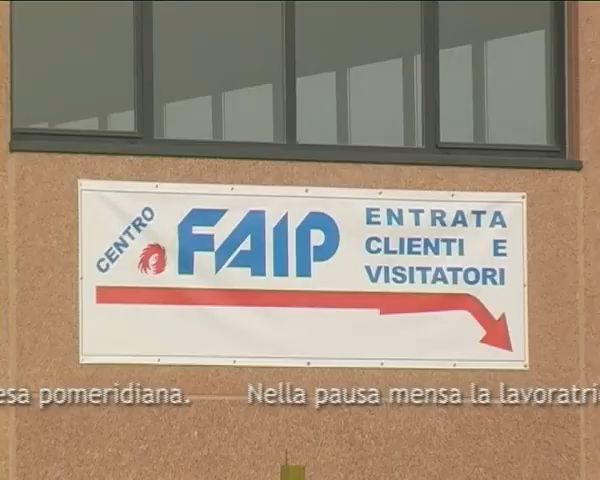 CENTRO
FAIP
ENTRATA
CLIENTI E
VISITATORI
esa pomeridiana. Nella pausa mensa la lavoratri